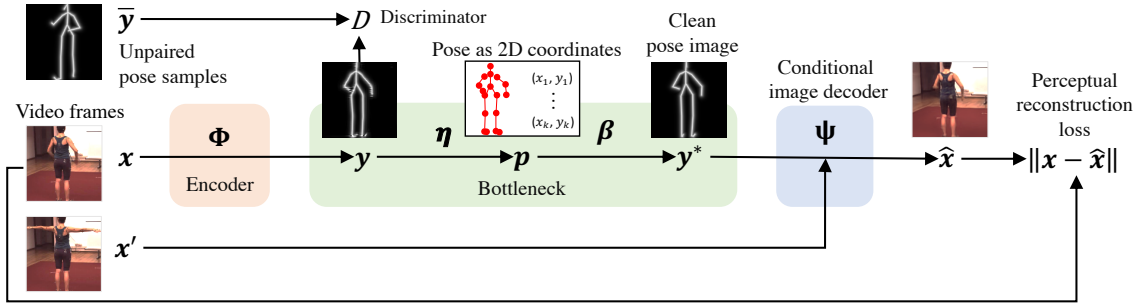 ȳ
Unpaired
pose samples
D Discriminator
Pose as 2D coordinates
(x₁, y₁)
⋮
(xₖ, yₖ)
Clean
pose image
Conditional
image decoder
Perceptual
reconstruction
loss
Video frames
x
Φ
Encoder
y
η
p
β
y*
Bottleneck
ψ
x̂
‖x − x̂‖
x′